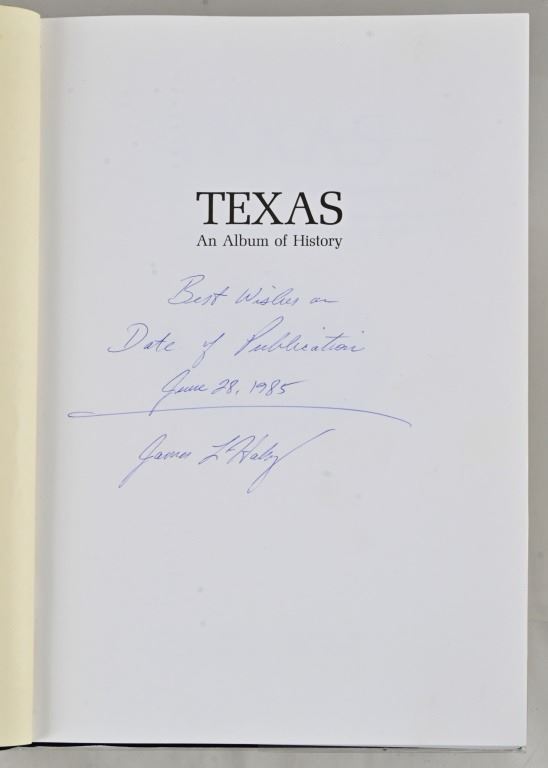 TEXAS
An Album of History
Best Wishes on
Date of Publication
June 28, 1985
James L. Haley